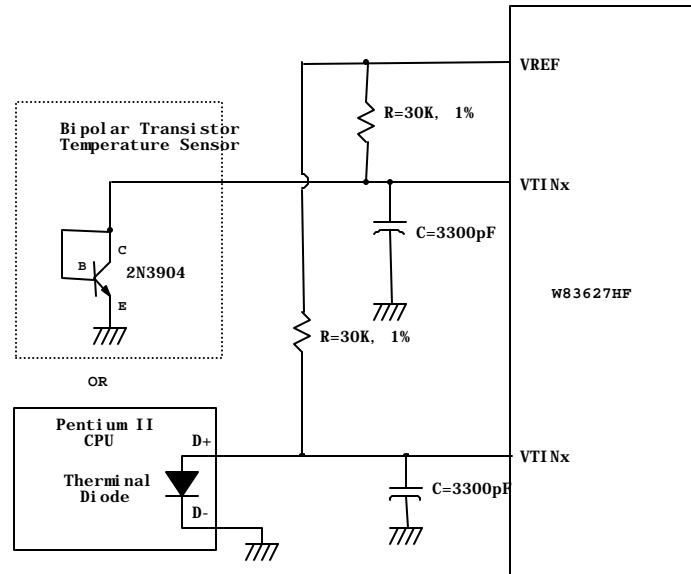 VREF
R=30K, 1%
Bipolar Transistor
Temperature Sensor
VTINx
C=3300pF
C
B
2N3904
E
W83627HF
R=30K, 1%
OR
Pentium II
CPU
D+
VTINx
Therminal
Diode
C=3300pF
D-